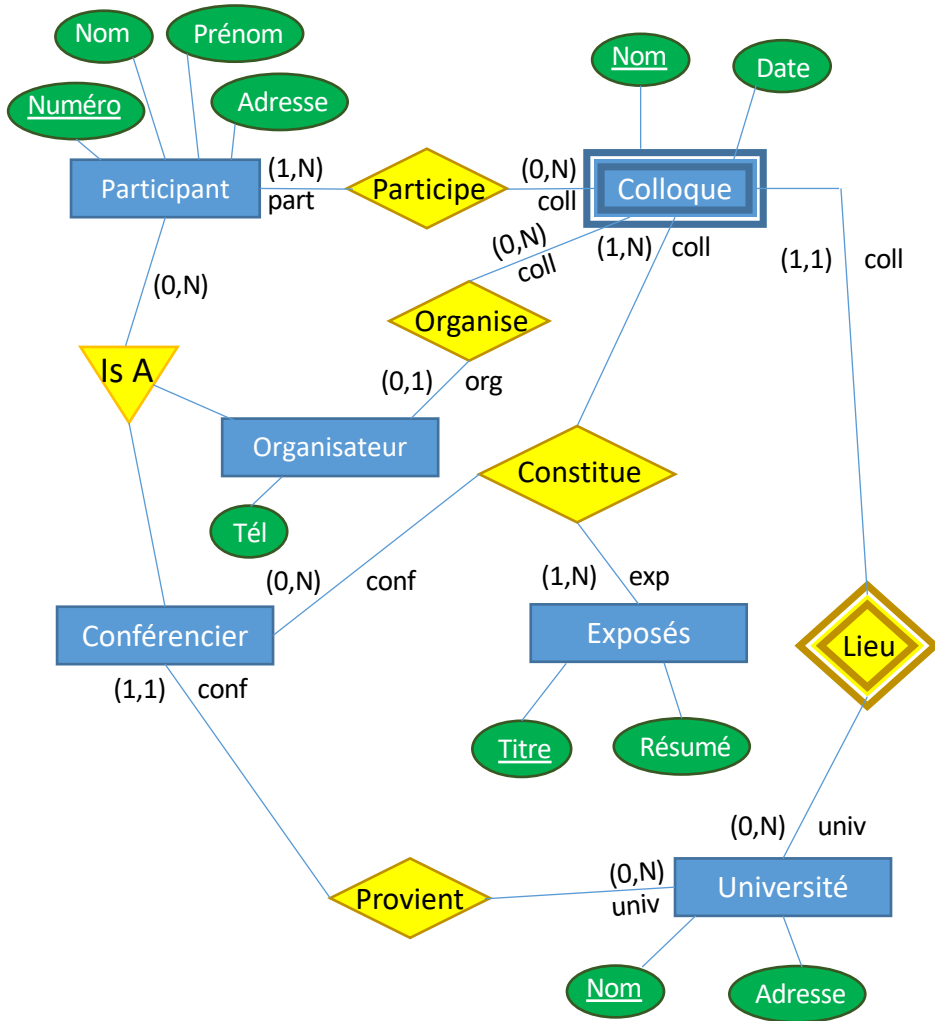 Nom
Prénom
Numéro
Adresse
Nom
Date
Participant
(1,N)
part
Participe
(0,N)
coll
Colloque
(0,N)
coll
(1,N)
coll
(1,1)
coll
(0,N)
Is A
Organise
(0,1)
org
Organisateur
Tél
Constitue
(0,N)
conf
(1,N)
exp
Conférencier
Exposés
Lieu
(1,1)
conf
Titre
Résumé
(0,N)
univ
Provient
(0,N)
univ
Université
Nom
Adresse